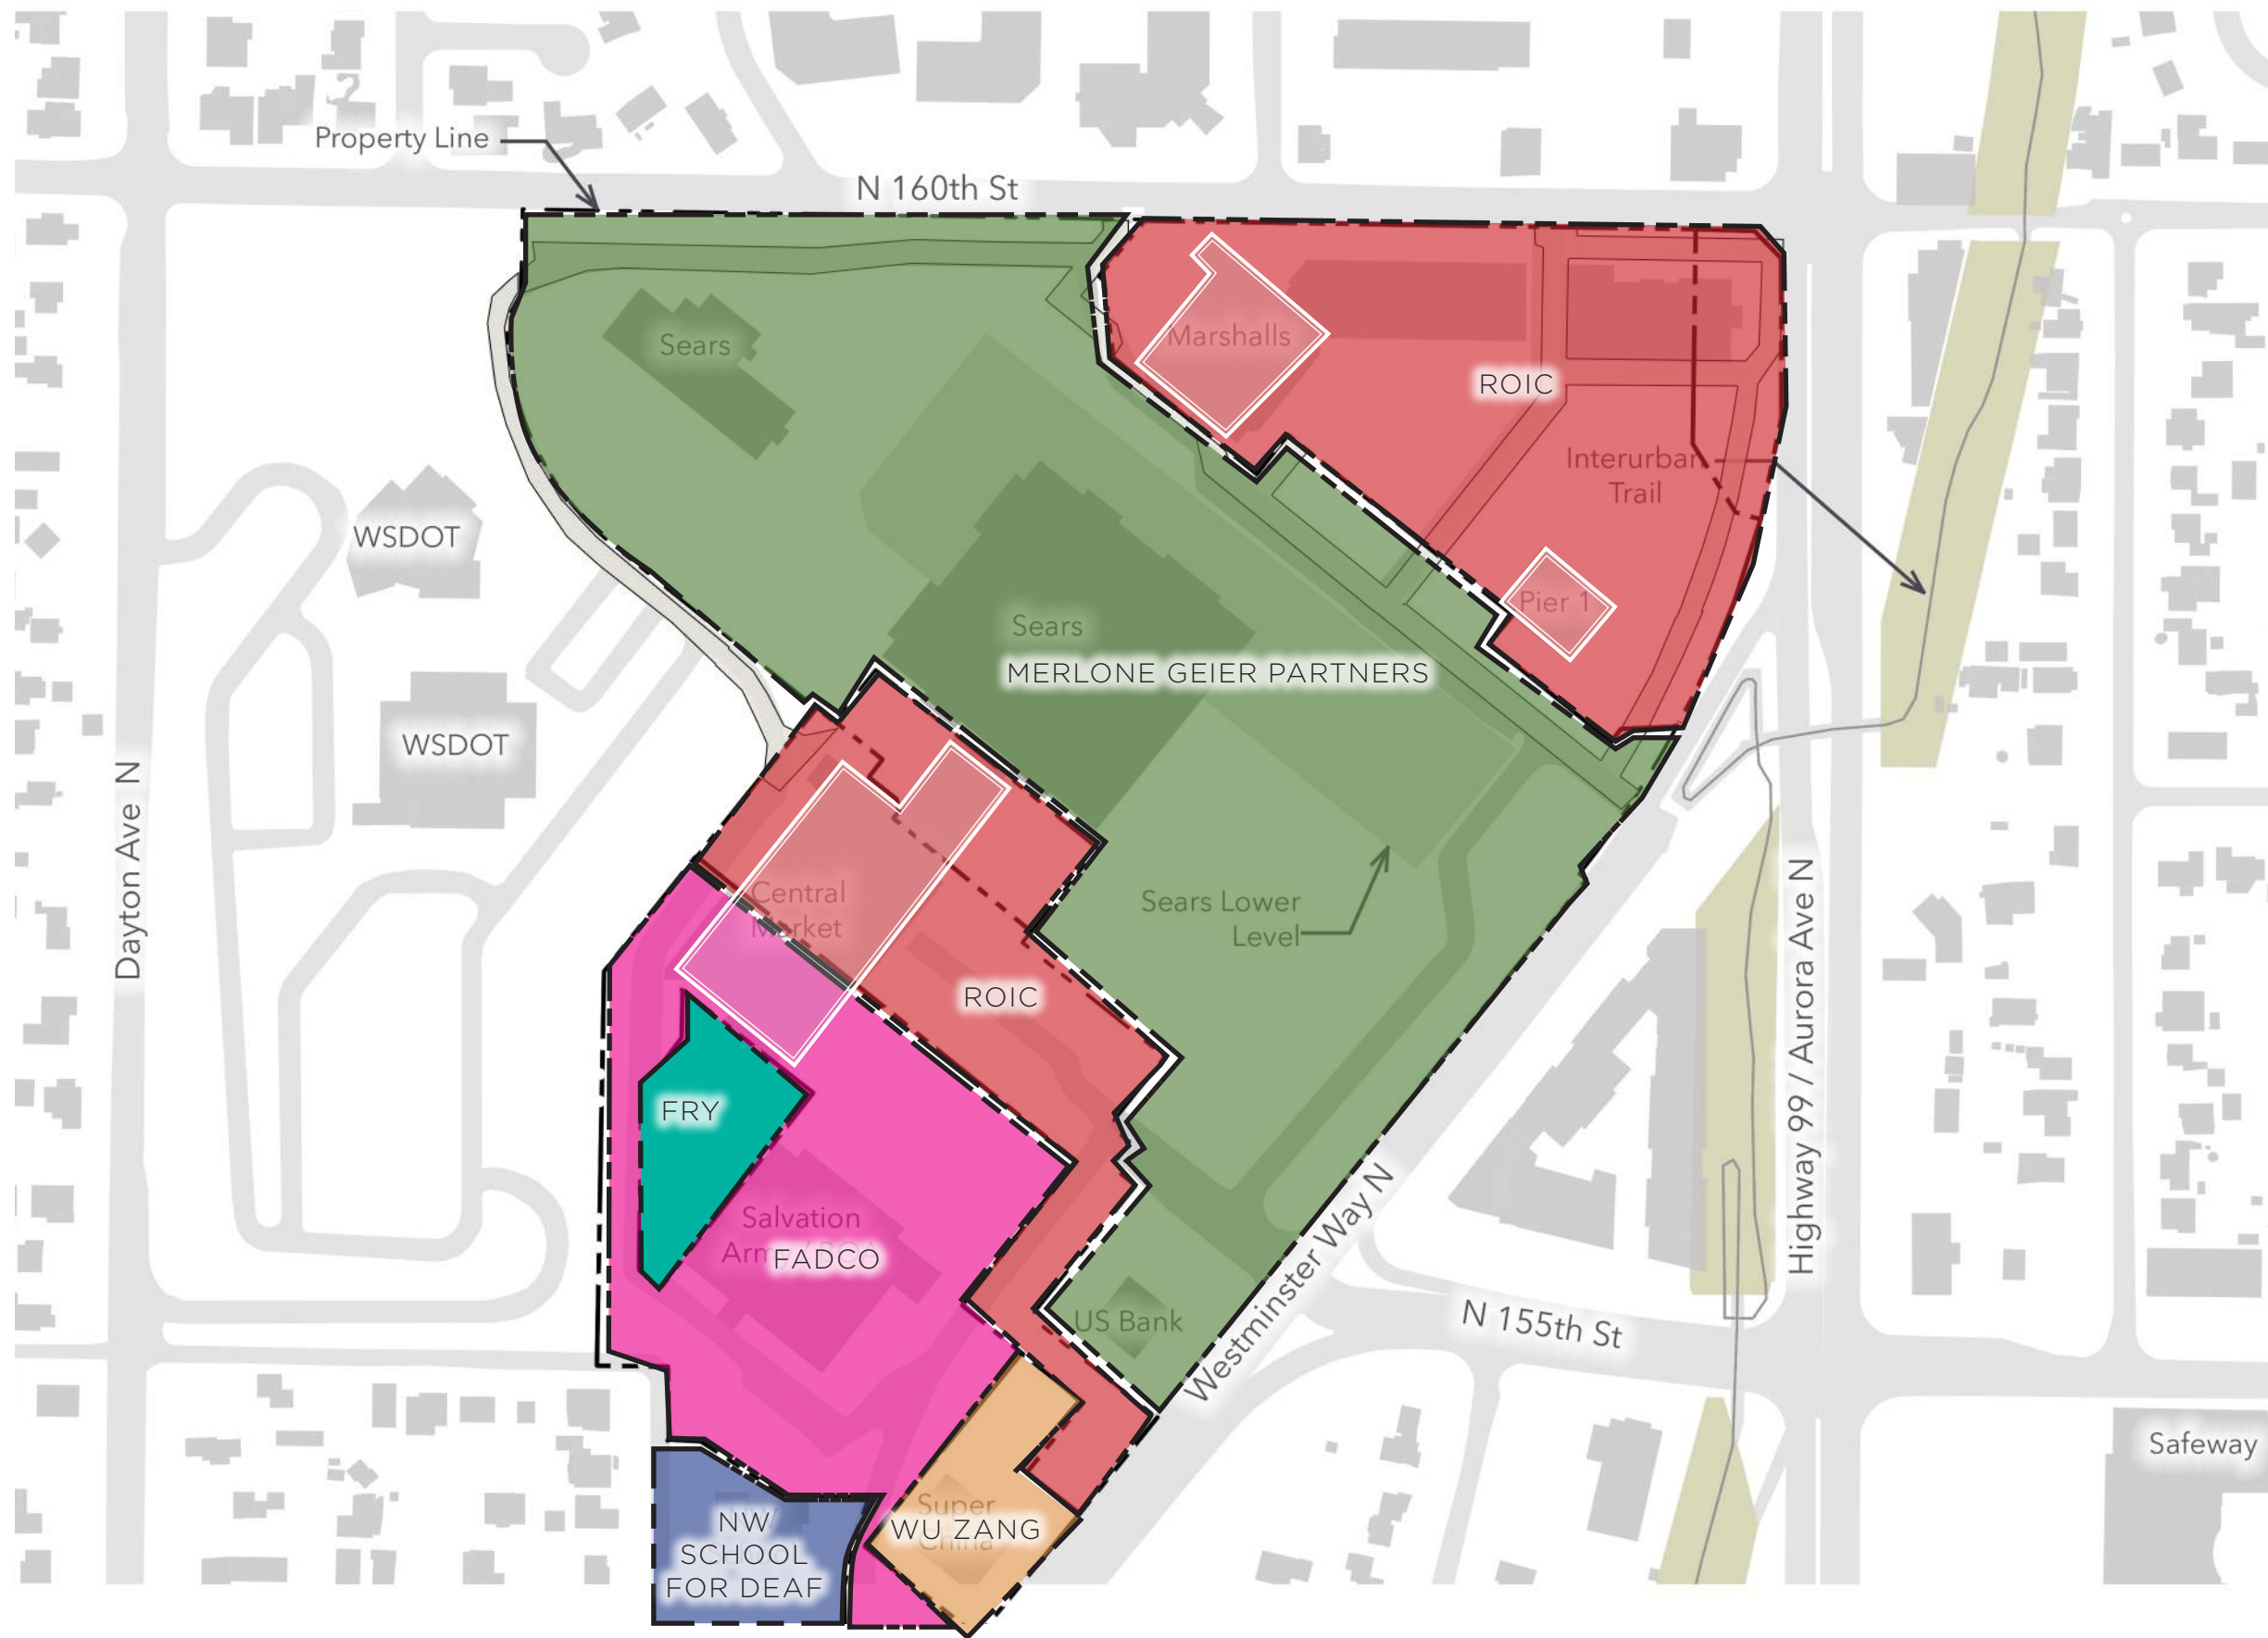 Property Line
N 160th St
Sears
Marshalls
ROIC
Interurban
Trail
WSDOT
Pier 1
Sears
MERLONE GEIER PARTNERS
WSDOT
Dayton Ave N
Central
Market
Sears Lower
Level
Highway 99 / Aurora Ave N
ROIC
FRY
Salvation
FADCO
US Bank
Westminster Way N
N 155th St
Safeway
Super
WU ZANG
China
NW
SCHOOL
FOR DEAF